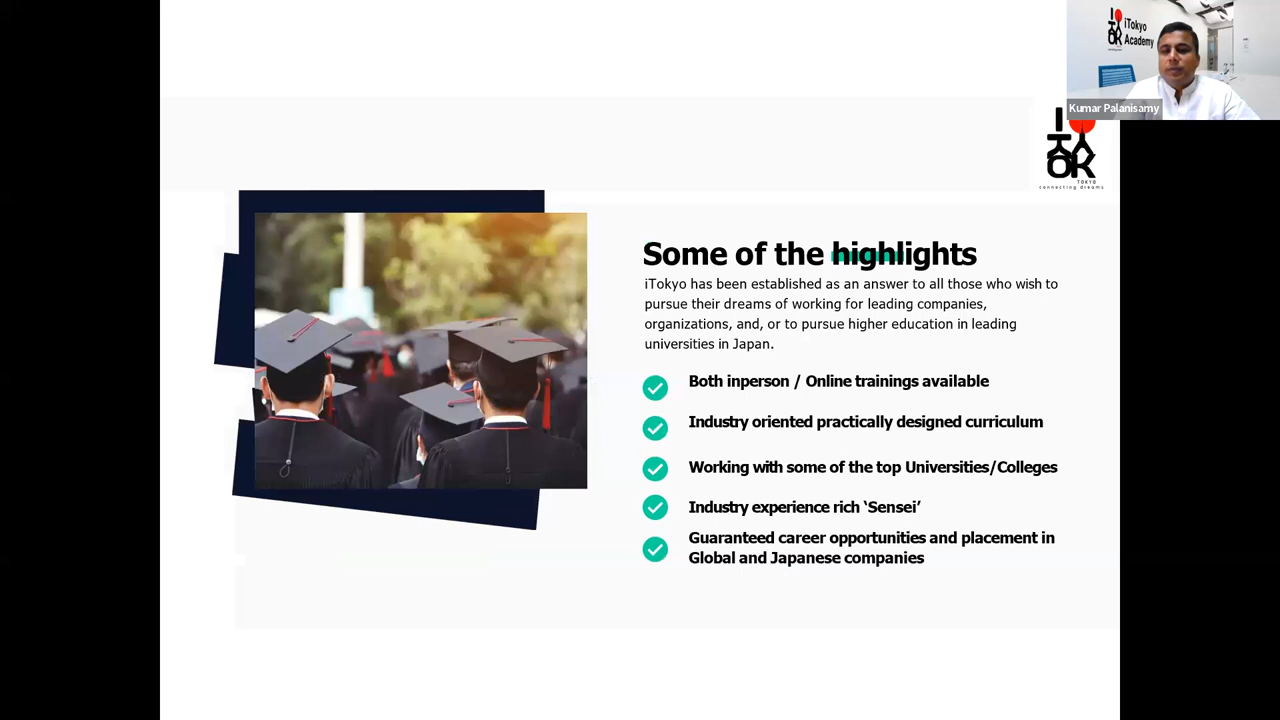 iTokyo
Academy
Kumar Palanisamy
TOKYO
connecting dreams
Some of the highlights
iTokyo has been established as an answer to all those who wish to
pursue their dreams of working for leading companies,
organizations, and, or to pursue higher education in leading
universities in Japan.
Both inperson / Online trainings available
Industry oriented practically designed curriculum
Working with some of the top Universities/Colleges
Industry experience rich ‘Sensei’
Guaranteed career opportunities and placement in
Global and Japanese companies